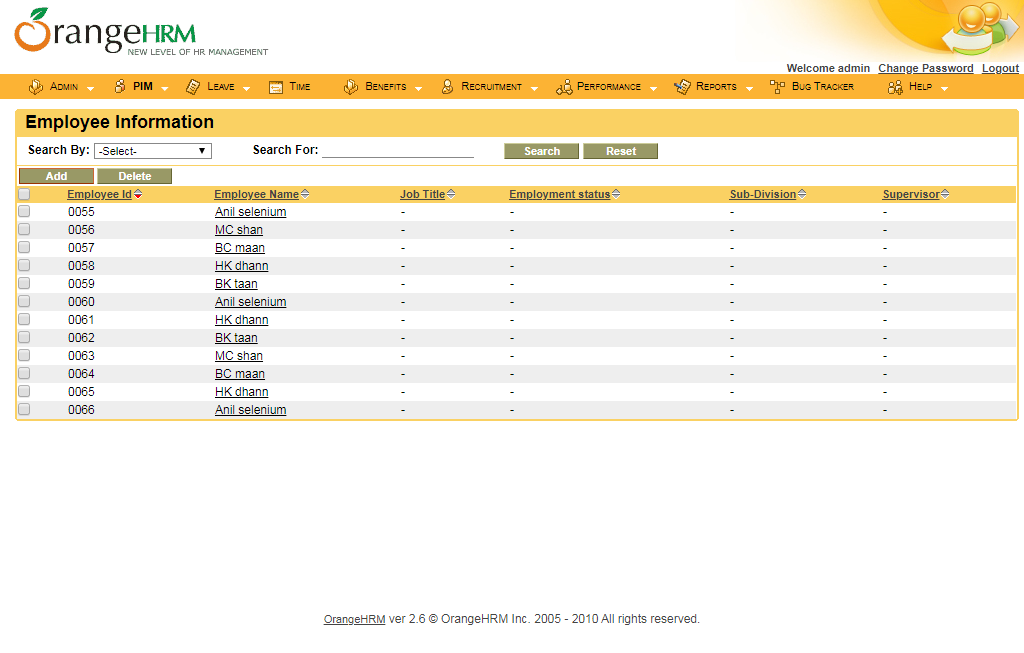 OrangeHRM
NEW LEVEL OF HR MANAGEMENT
Welcome admin Change Password Logout
ADMIN PIM LEAVE TIME BENEFITS RECRUITMENT PERFORMANCE REPORTS BUG TRACKER HELP
Employee Information
Search By: -Select- Search For: Search Reset
Add Delete
Employee Id Employee Name Job Title Employment status Sub-Division Supervisor
0055 Anil selenium - - - -
0056 MC shan - - - -
0057 BC maan - - - -
0058 HK dhann - - - -
0059 BK taan - - - -
0060 Anil selenium - - - -
0061 HK dhann - - - -
0062 BK taan - - - -
0063 MC shan - - - -
0064 BC maan - - - -
0065 HK dhann - - - -
0066 Anil selenium - - - -
OrangeHRM ver 2.6 © OrangeHRM Inc. 2005 - 2010 All rights reserved.